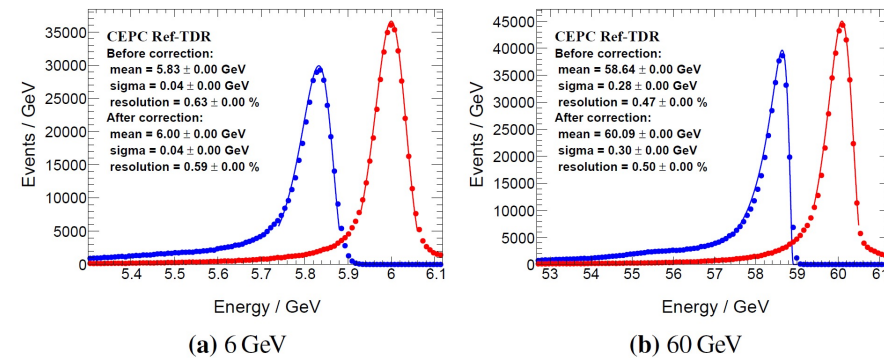 CEPC Ref-TDR
Before correction:
mean = 5.83 ± 0.00 GeV
sigma = 0.04 ± 0.00 GeV
resolution = 0.63 ± 0.00 %
After correction:
mean = 6.00 ± 0.00 GeV
sigma = 0.04 ± 0.00 GeV
resolution = 0.59 ± 0.00 %
Events / GeV
35000
30000
25000
20000
15000
10000
5000
0
5.4 5.5 5.6 5.7 5.8 5.9 6 6.1
Energy / GeV
(a) 6 GeV
CEPC Ref-TDR
Before correction:
mean = 58.64 ± 0.00 GeV
sigma = 0.28 ± 0.00 GeV
resolution = 0.47 ± 0.00 %
After correction:
mean = 60.09 ± 0.00 GeV
sigma = 0.30 ± 0.00 GeV
resolution = 0.50 ± 0.00 %
Events / GeV
45000
40000
35000
30000
25000
20000
15000
10000
5000
0
53 54 55 56 57 58 59 60
Energy / GeV
(b) 60 GeV